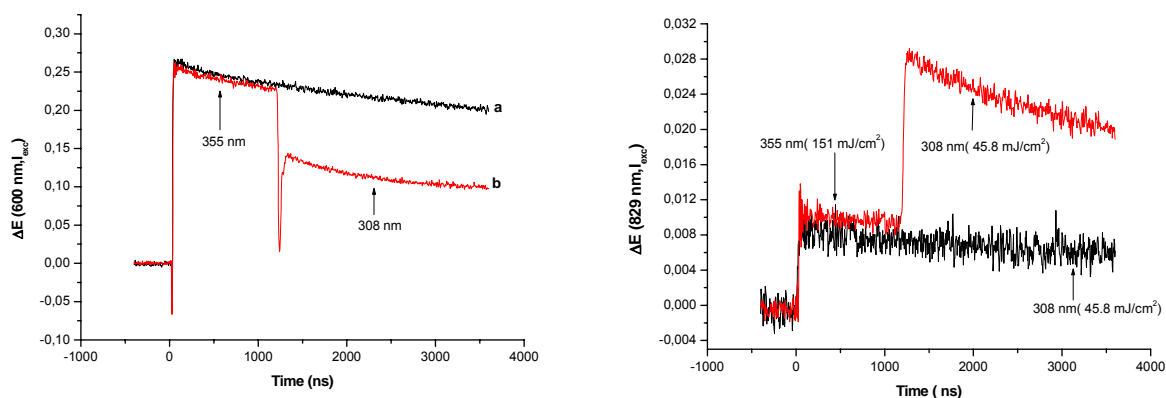 0,35
0,30
0,25
0,20
0,15
0,10
0,05
0,00
-0,05
-0,10
ΔE (600 nm,I_exc)
a
355 nm
b
308 nm
-1000 0 1000 2000 3000 4000
Time (ns)
0,032
0,028
0,024
0,020
0,016
0,012
0,008
0,004
0,000
-0,004
ΔE (829 nm,I_exc)
355 nm( 151 mJ/cm²)
308 nm( 45.8 mJ/cm²)
308 nm( 45.8 mJ/cm²)
-1000 0 1000 2000 3000 4000
Time ( ns)